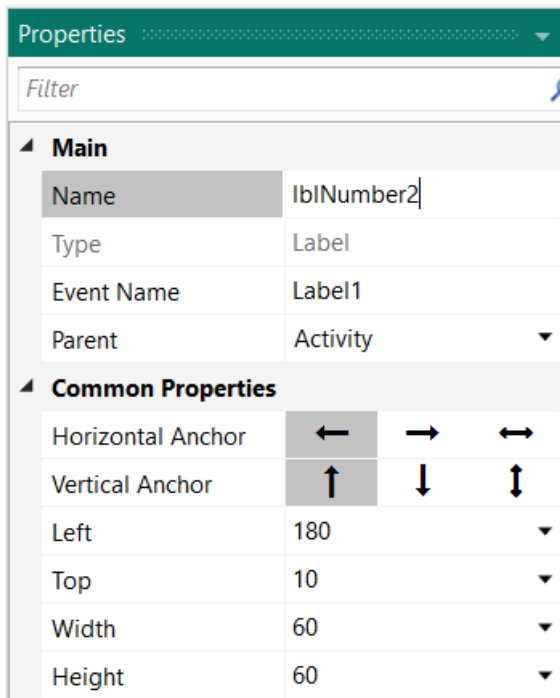 Properties
Filter
Main
Name lblNumber2
Type Label
Event Name Label1
Parent Activity
Common Properties
Horizontal Anchor
Vertical Anchor
Left 180
Top 10
Width 60
Height 60